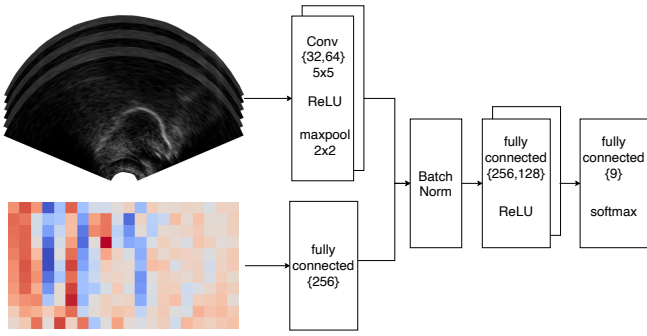 Conv
{32,64}
5x5
ReLU
maxpool
2x2
fully
connected
{256}
Batch
Norm
fully
connected
{256,128}
ReLU
fully
connected
{9}
softmax